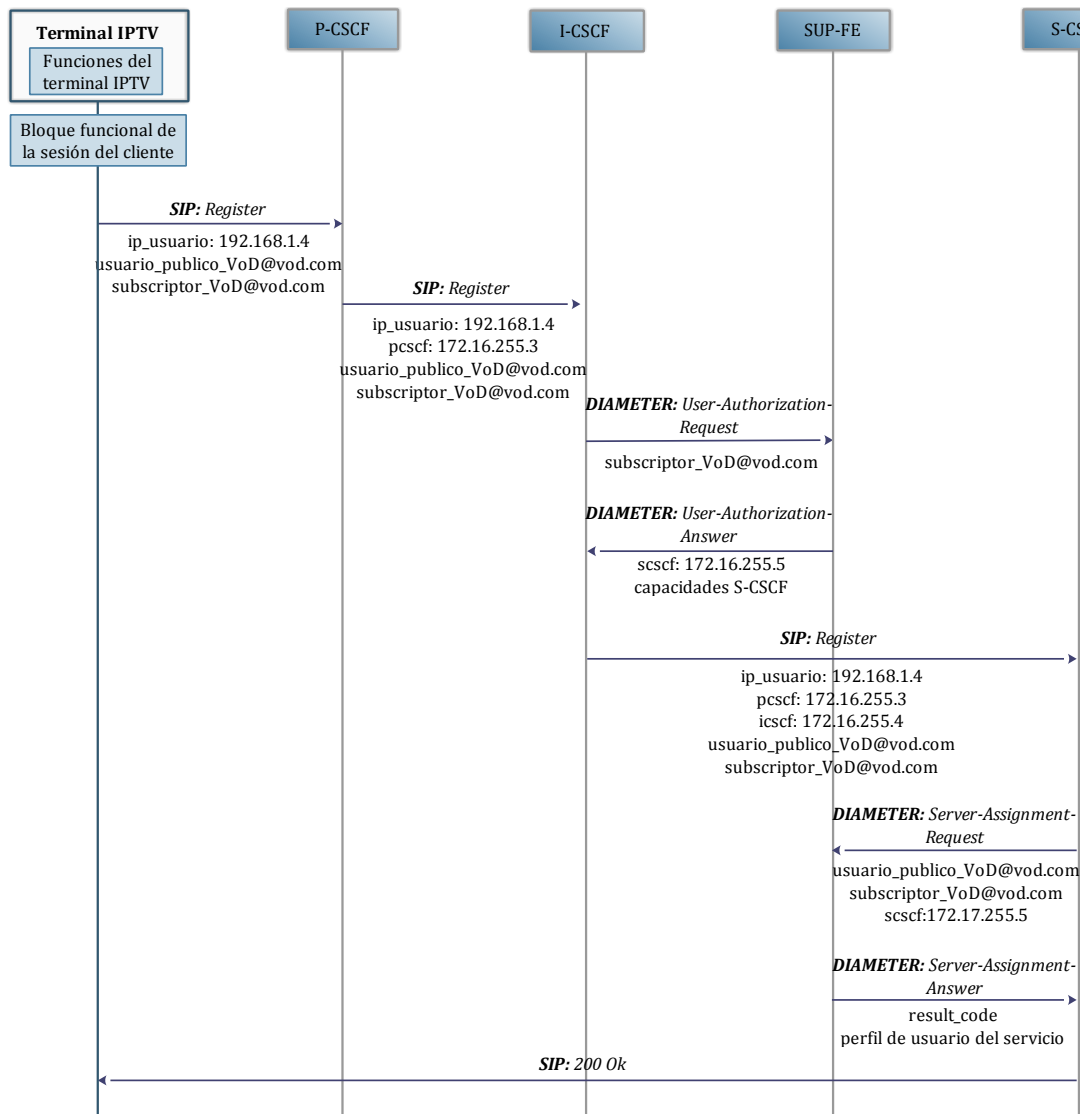 Terminal IPTV
Funciones del
terminal IPTV
P-CSCF
I-CSCF
SUP-FE
S-CS
Bloque funcional de
la sesión del cliente
SIP: Register
ip_usuario: 192.168.1.4
usuario_publico_VoD@vod.com
subscriptor_VoD@vod.com
SIP: Register
ip_usuario: 192.168.1.4
pcscf: 172.16.255.3
usuario_publico_VoD@vod.com
subscriptor_VoD@vod.com
DIAMETER: User-Authorization-
Request
subscriptor_VoD@vod.com
DIAMETER: User-Authorization-
Answer
scscf: 172.16.255.5
capacidades S-CSCF
SIP: Register
ip_usuario: 192.168.1.4
pcscf: 172.16.255.3
icscf: 172.16.255.4
usuario_publico_VoD@vod.com
subscriptor_VoD@vod.com
DIAMETER: Server-Assignment-
Request
usuario_publico_VoD@vod.com
subscriptor_VoD@vod.com
scscf:172.17.255.5
DIAMETER: Server-Assignment-
Answer
result_code
perfil de usuario del servicio
SIP: 200 Ok